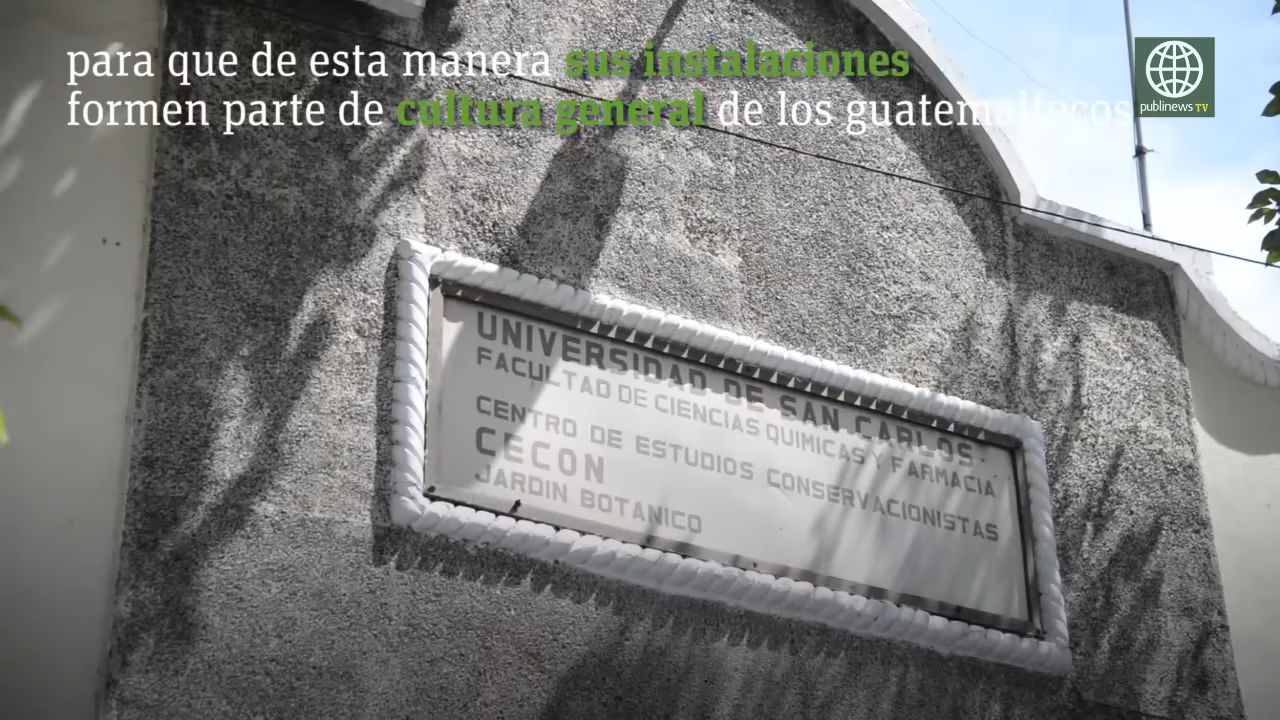 para que de esta manera sus instalaciones
formen parte de cultura general de los guatemaltecos
publinews TV
UNIVERSIDAD DE SAN CARLOS.
FACULTAD DE CIENCIAS QUIMICAS Y FARMACIA
CENTRO DE ESTUDIOS CONSERVACIONISTAS
CECON
JARDIN BOTANICO